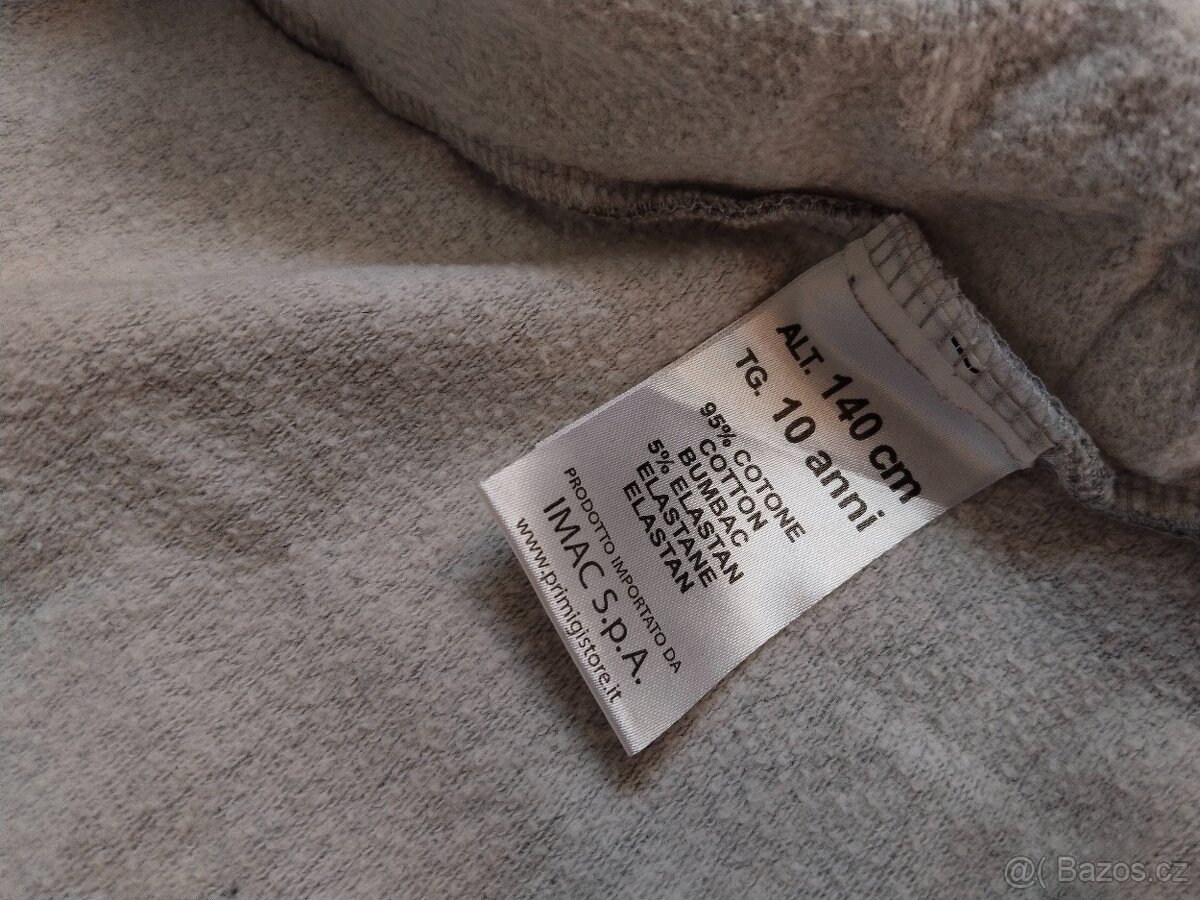 ALT. 140 cm
TG. 10 anni
95% COTONE
COTTON
BUMBAC
5% ELASTAN
ELASTANE
ELASTAN
PRODOTTO IMPORTATO DA
IMAC S.p.A.
www.primigistore.it
@( Bazos.cz